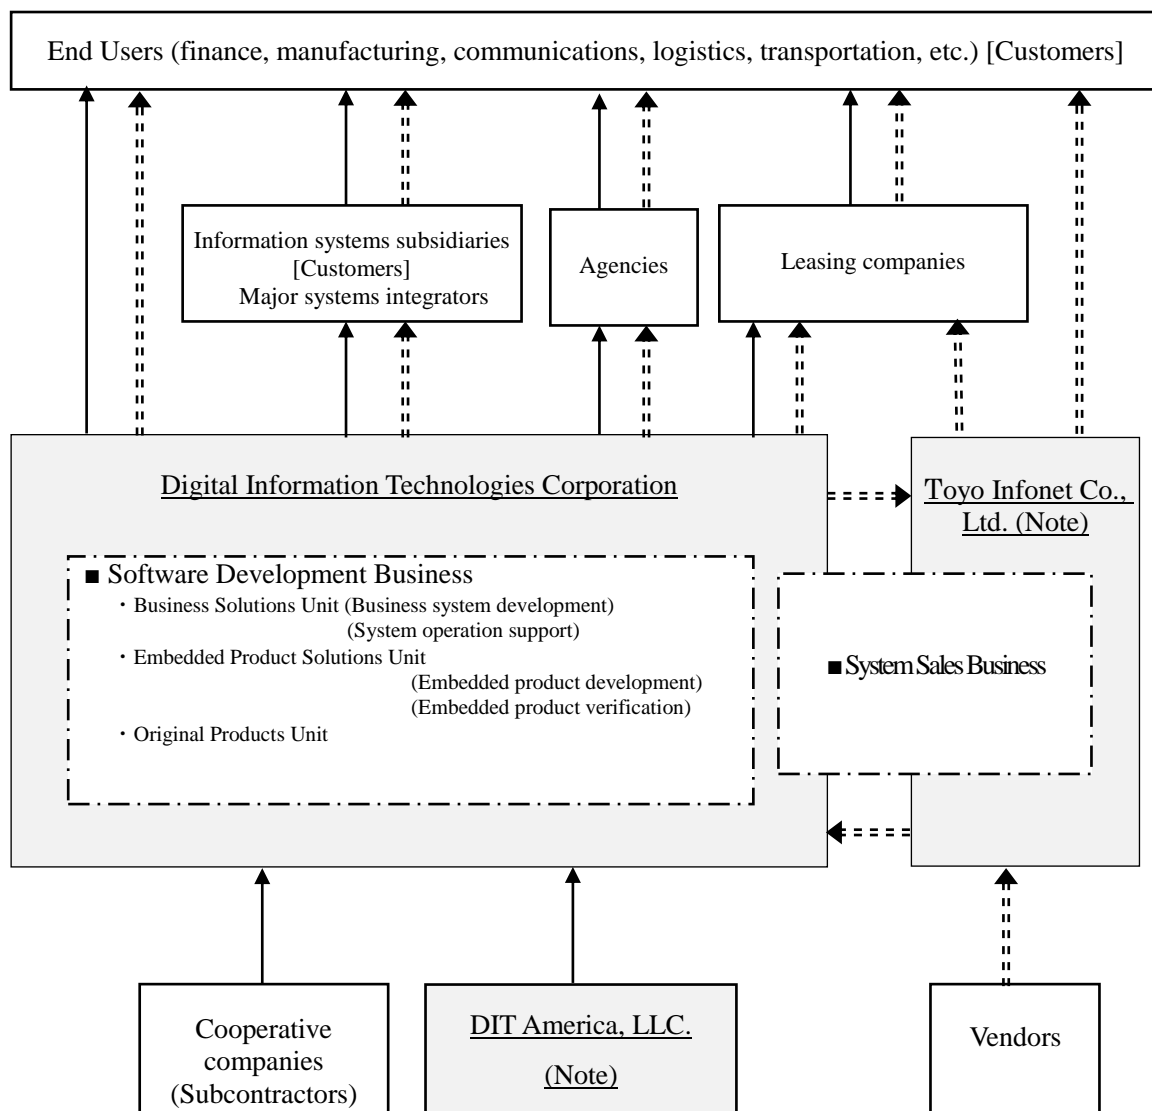 End Users (finance, manufacturing, communications, logistics, transportation, etc.) [Customers]
Information systems subsidiaries
[Customers]
Major systems integrators
Agencies
Leasing companies
Digital Information Technologies Corporation
Toyo Infonet Co.,
Ltd. (Note)
■ Software Development Business
・Business Solutions Unit (Business system development)
(System operation support)
・Embedded Product Solutions Unit
(Embedded product development)
(Embedded product verification)
・Original Products Unit
■System Sales Business
Cooperative
companies
(Subcontractors)
DIT America, LLC.
(Note)
Vendors